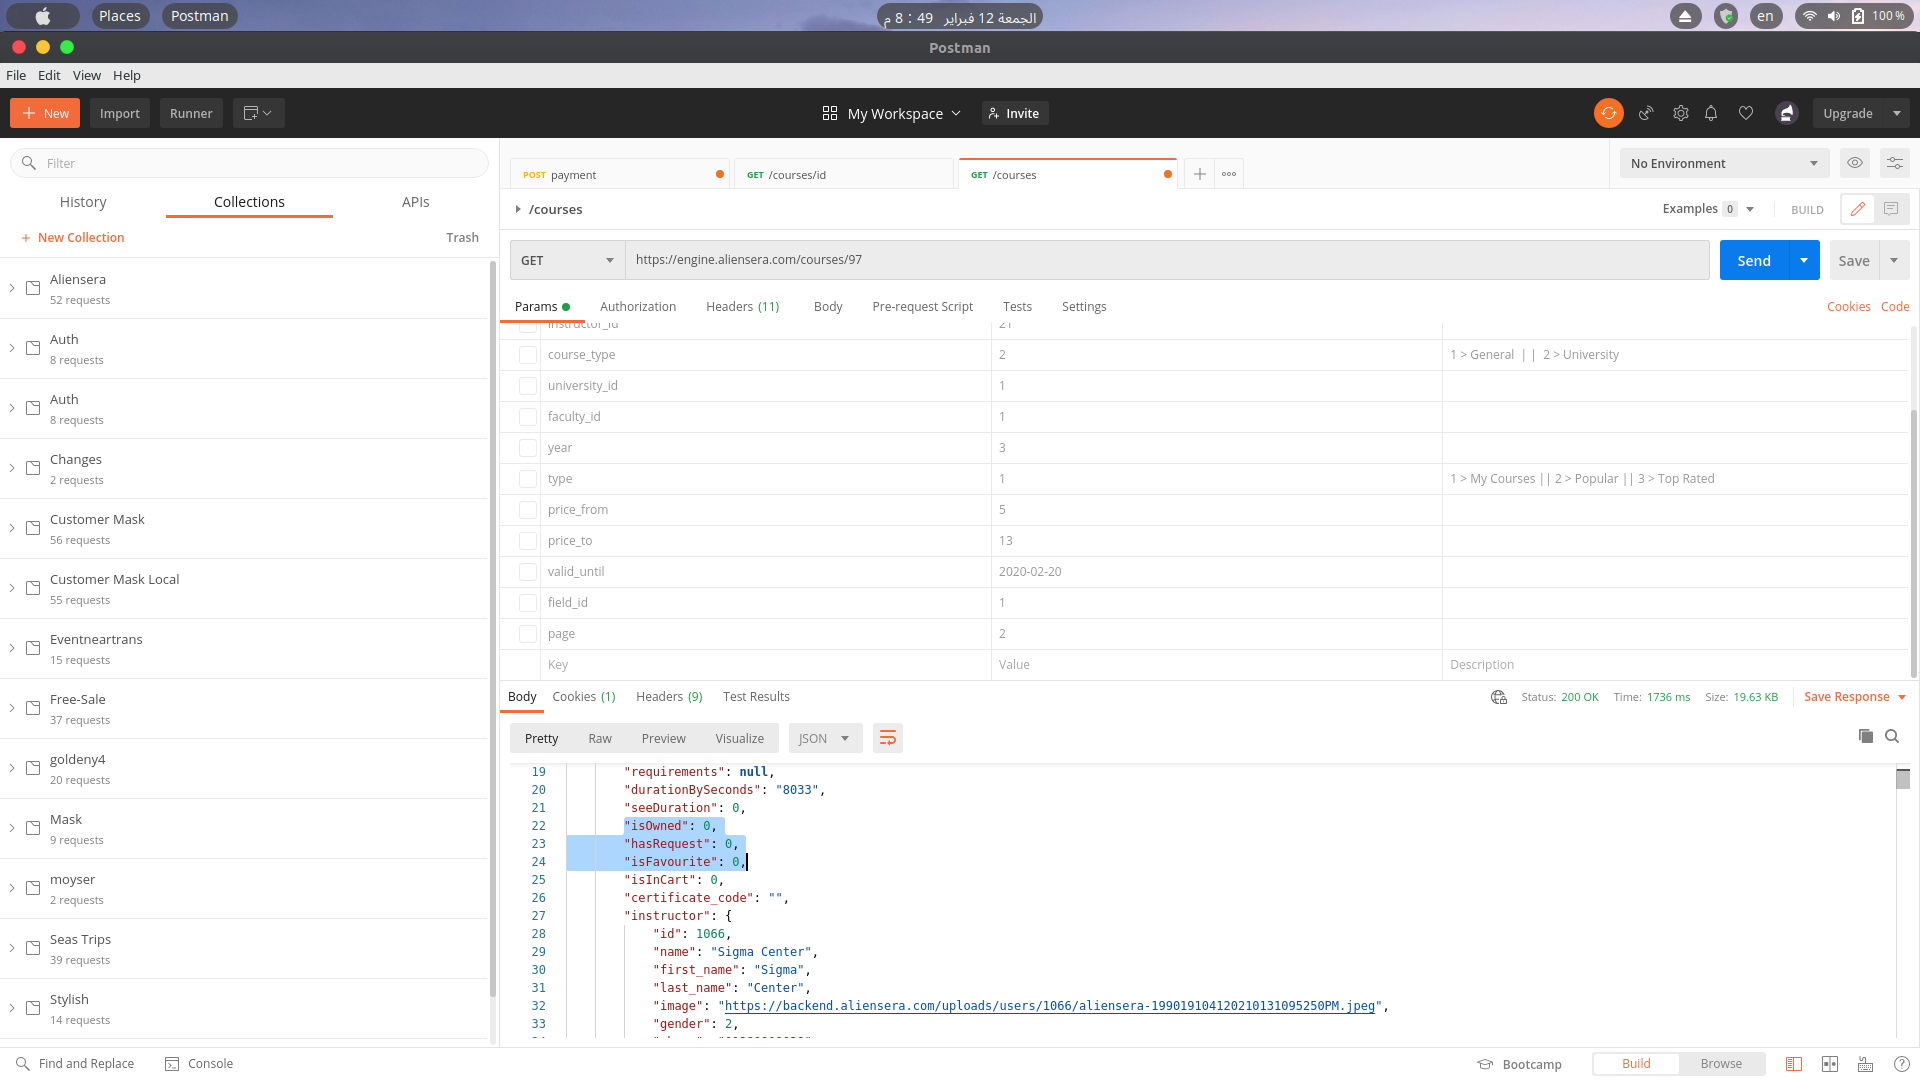 Places Postman الجمعة 12 فبراير 8 : 49 م en 100 %
Postman
File Edit View Help
+ New Import Runner My Workspace Invite Upgrade
Filter
History Collections APIs
+ New Collection Trash
Aliensera
52 requests
Auth
8 requests
Auth
8 requests
Changes
2 requests
Customer Mask
56 requests
Customer Mask Local
55 requests
Eventneartrans
15 requests
Free-Sale
37 requests
goldeny4
20 requests
Mask
9 requests
moyser
2 requests
Seas Trips
39 requests
Stylish
14 requests
POST payment GET /courses/id GET /courses No Environment
/courses Examples 0 BUILD
GET https://engine.aliensera.com/courses/97 Send Save
Params Authorization Headers (11) Body Pre-request Script Tests Settings Cookies Code
instructor_id 21
course_type 2 1 > General | | 2 > University
university_id 1
faculty_id 1
year 3
type 1 1 > My Courses || 2 > Popular || 3 > Top Rated
price_from 5
price_to 13
valid_until 2020-02-20
field_id 1
page 2
Key Value Description
Body Cookies (1) Headers (9) Test Results Status: 200 OK Time: 1736 ms Size: 19.63 KB Save Response
Pretty Raw Preview Visualize JSON
19 "requirements": null,
20 "durationBySeconds": "8033",
21 "seeDuration": 0,
22 "isOwned": 0,
23 "hasRequest": 0,
24 "isFavourite": 0,
25 "isInCart": 0,
26 "certificate_code": "",
27 "instructor": {
28 "id": 1066,
29 "name": "Sigma Center",
30 "first_name": "Sigma",
31 "last_name": "Center",
32 "image": "https://backend.aliensera.com/uploads/users/1066/aliensera-199019104120210131095250PM.jpeg",
33 "gender": 2,
Find and Replace Console Bootcamp Build Browse